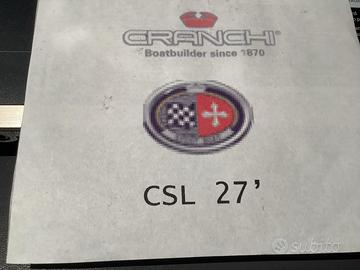 CRANCHI
Boatbuilder since 1870
CSL 27’
subito